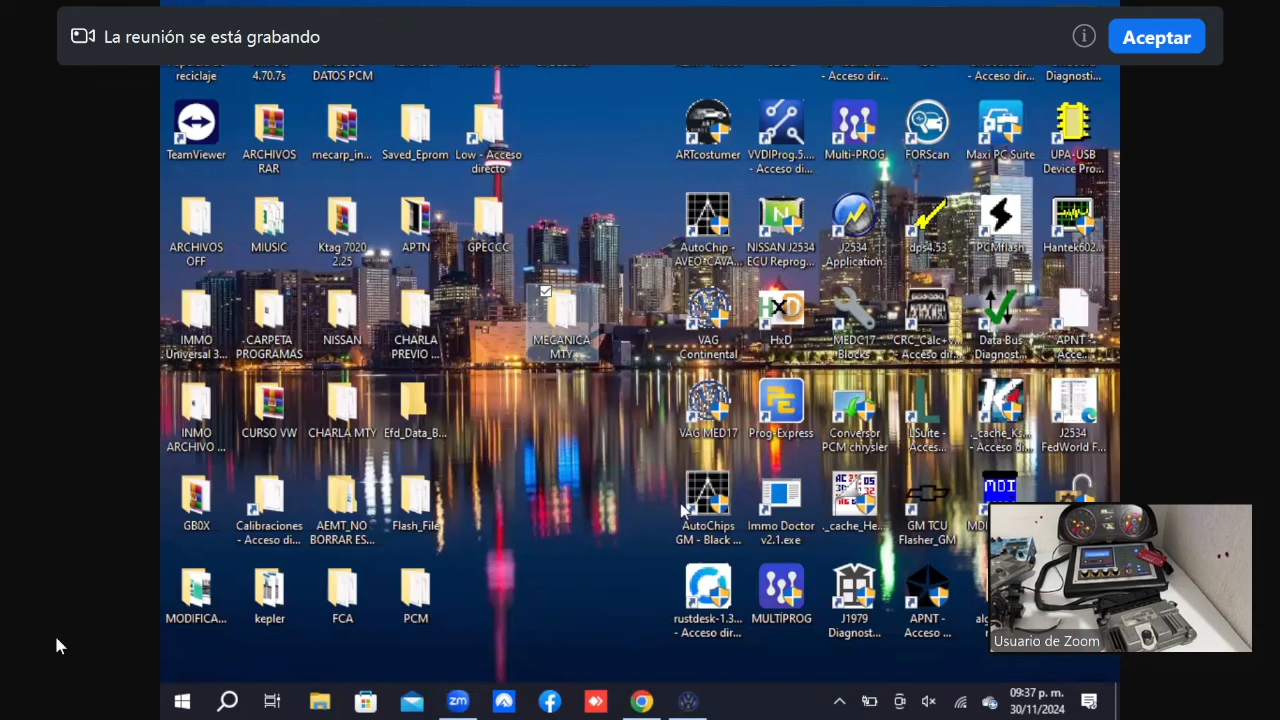 La reunión se está grabando
Aceptar
reciclaje
4.70.7s
DATOS PCM
- Acceso dir...
- Acceso dir...
Diagnosti...
TeamViewer
ARCHIVOS
RAR
mecarp_in...
Saved_Eprom
Low - Acceso
directo
ARTcostumer
VVDIProg.5....
- Acceso di...
Multi-PROG
FORScan
Maxi PC Suite
UPA-USB
Device Pro...
ARCHIVOS
OFF
MIUSIC
Ktag 7020
2.25
APTN
GPECCC
AutoChip -
AVEO-CAVA...
NISSAN J2534
ECU Reprog...
J2534
Application
dps4.53
PCMflash
Hantek602...
IMMO
Universal 3...
CARPETA
PROGRAMAS
NISSAN
CHARLA
PREVIO ...
MECANICA
MTY
VAG
Continental
HxD
MEDC17
Blocks
CRC_Calc+v...
- Acceso di...
Data Bus
Diagnost...
APNT -
Acce...
INMO
ARCHIVO ...
CURSO VW
CHARLA MTY
Efd_Data_B...
VAG MED17
Prog-Express
Conversor
PCM chrysler
LSuite -
Acces...
._cache_Ks...
- Acceso di...
J2534
FedWorld F...
GB0X
Calibraciones
- Acceso di...
AEMT_NO
BORRAR ES...
Flash_File
AutoChips
GM - Black ...
Immo Doctor
v2.1.exe
._cache_He...
GM TCU
Flasher_GM
MDI
MODIFICA...
kepler
FCA
PCM
rustdesk-1.3...
- Acceso dir...
MULTIPROG
J1979
Diagnost...
APNT -
Acceso ...
Usuario de Zoom
zm
09:37 p. m.
30/11/2024